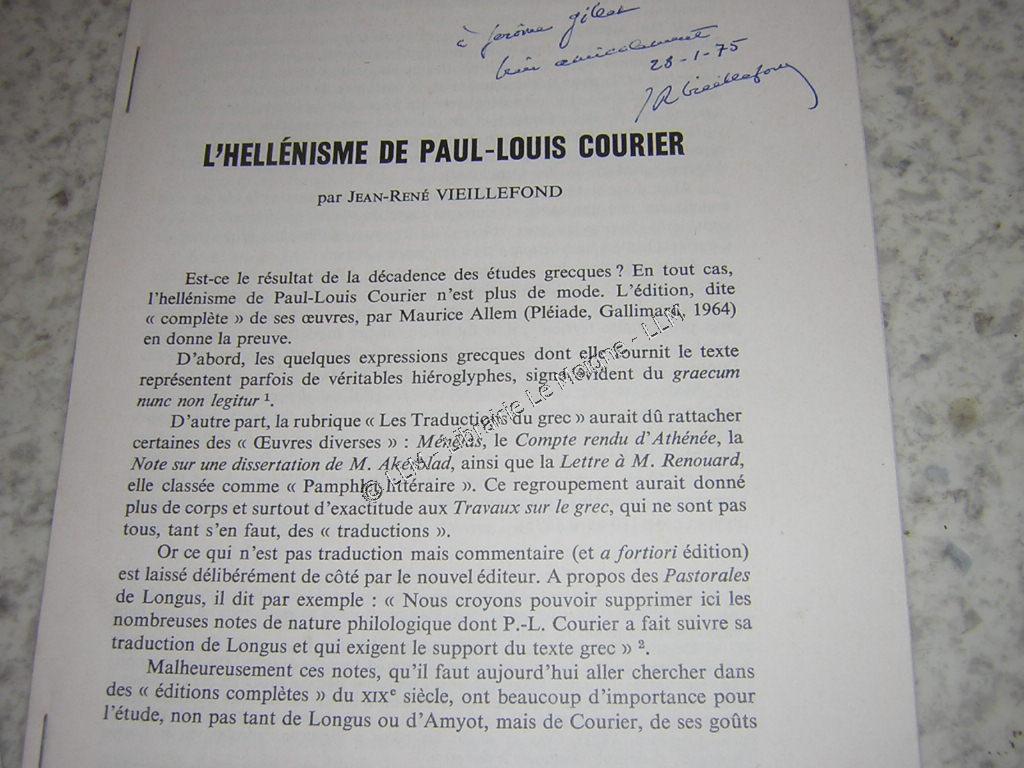 à Jérôme
bien amicalement
28-1-75
JRVieillefond
L'HELLÉNISME DE PAUL-LOUIS COURIER
par JEAN-RENÉ VIEILLEFOND
Est-ce le résultat de la décadence des études grecques ? En tout cas,
l'hellénisme de Paul-Louis Courier n'est plus de mode. L'édition, dite
« complète » de ses œuvres, par Maurice Allem (Pléiade, Gallimard, 1964)
en donne la preuve.
D'abord, les quelques expressions grecques dont elle fournit le texte
représentent parfois de véritables hiéroglyphes, signe évident du graecum
nunc non legitur ¹.
D'autre part, la rubrique « Les Traductions du grec » aurait dû rattacher
certaines des « Œuvres diverses » : Ménélas, le Compte rendu d'Athénée, la
Note sur une dissertation de M. Akerblad, ainsi que la Lettre à M. Renouard,
elle classée comme « Pamphlet littéraire ». Ce regroupement aurait donné
plus de corps et surtout d'exactitude aux Travaux sur le grec, qui ne sont pas
tous, tant s'en faut, des « traductions ».
Or ce qui n'est pas traduction mais commentaire (et a fortiori édition)
est laissé délibérément de côté par le nouvel éditeur. A propos des Pastorales
de Longus, il dit par exemple : « Nous croyons pouvoir supprimer ici les
nombreuses notes de nature philologique dont P.-L. Courier a fait suivre sa
traduction de Longus et qui exigent le support du texte grec » ².
Malheureusement ces notes, qu'il faut aujourd'hui aller chercher dans
des « éditions complètes » du XIXe siècle, ont beaucoup d'importance pour
l'étude, non pas tant de Longus ou d'Amyot, mais de Courier, de ses goûts
© LLM - Librairie Le Moione - LLM